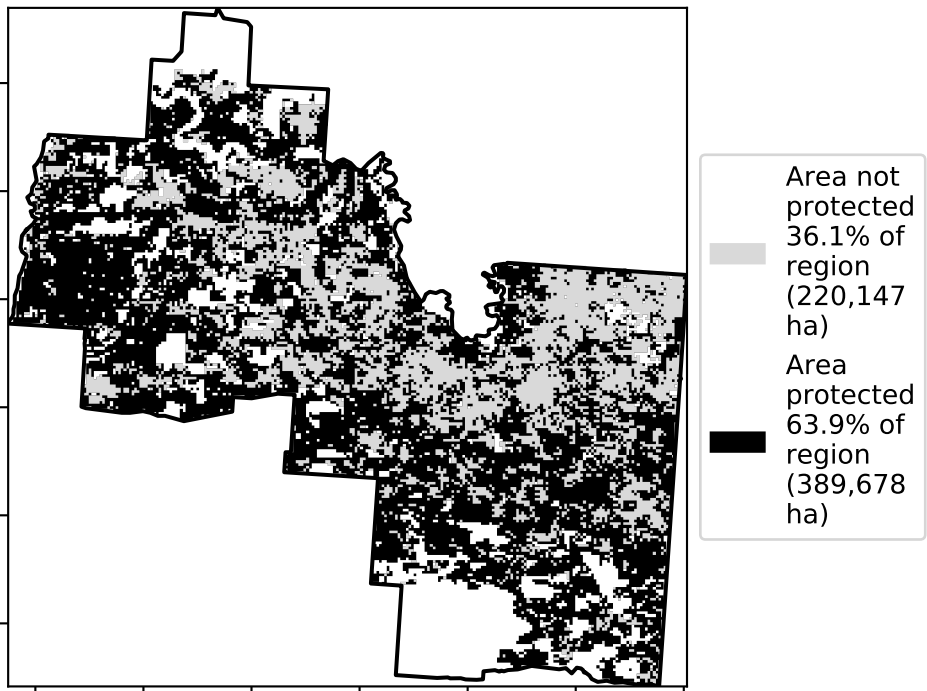 Area not
protected
36.1% of
region
(220,147
ha)
Area
protected
63.9% of
region
(389,678
ha)